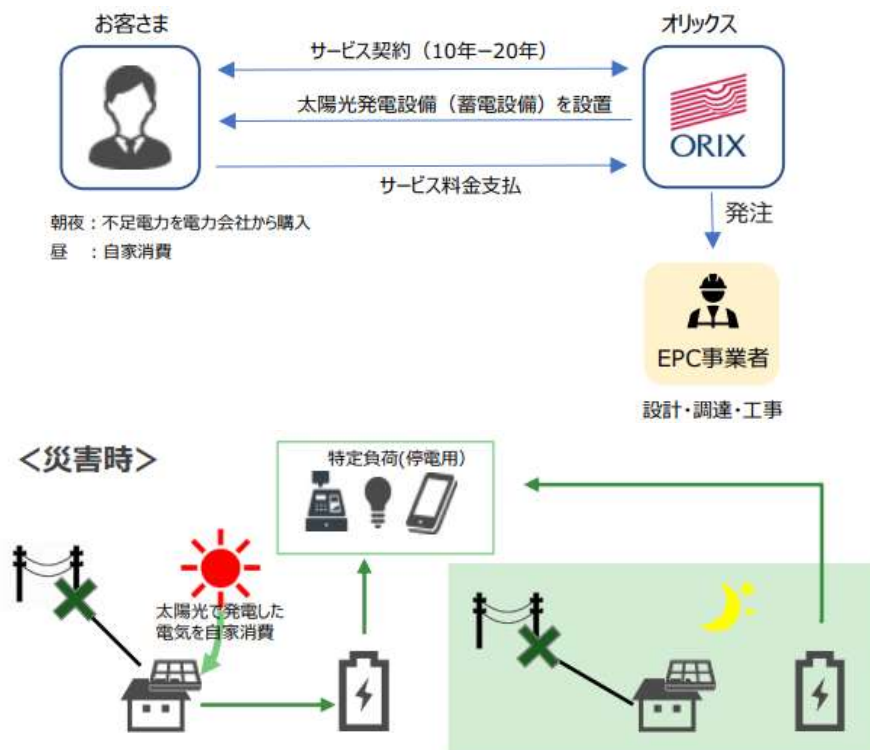 お客さま
オリックス
サービス契約（10年−20年）
太陽光発電設備（蓄電設備）を設置
ORIX
サービス料金支払
発注
朝夜：不足電力を電力会社から購入
昼　：自家消費
EPC事業者
設計・調達・工事
＜災害時＞
特定負荷(停電用）
太陽光で発電した
電気を自家消費